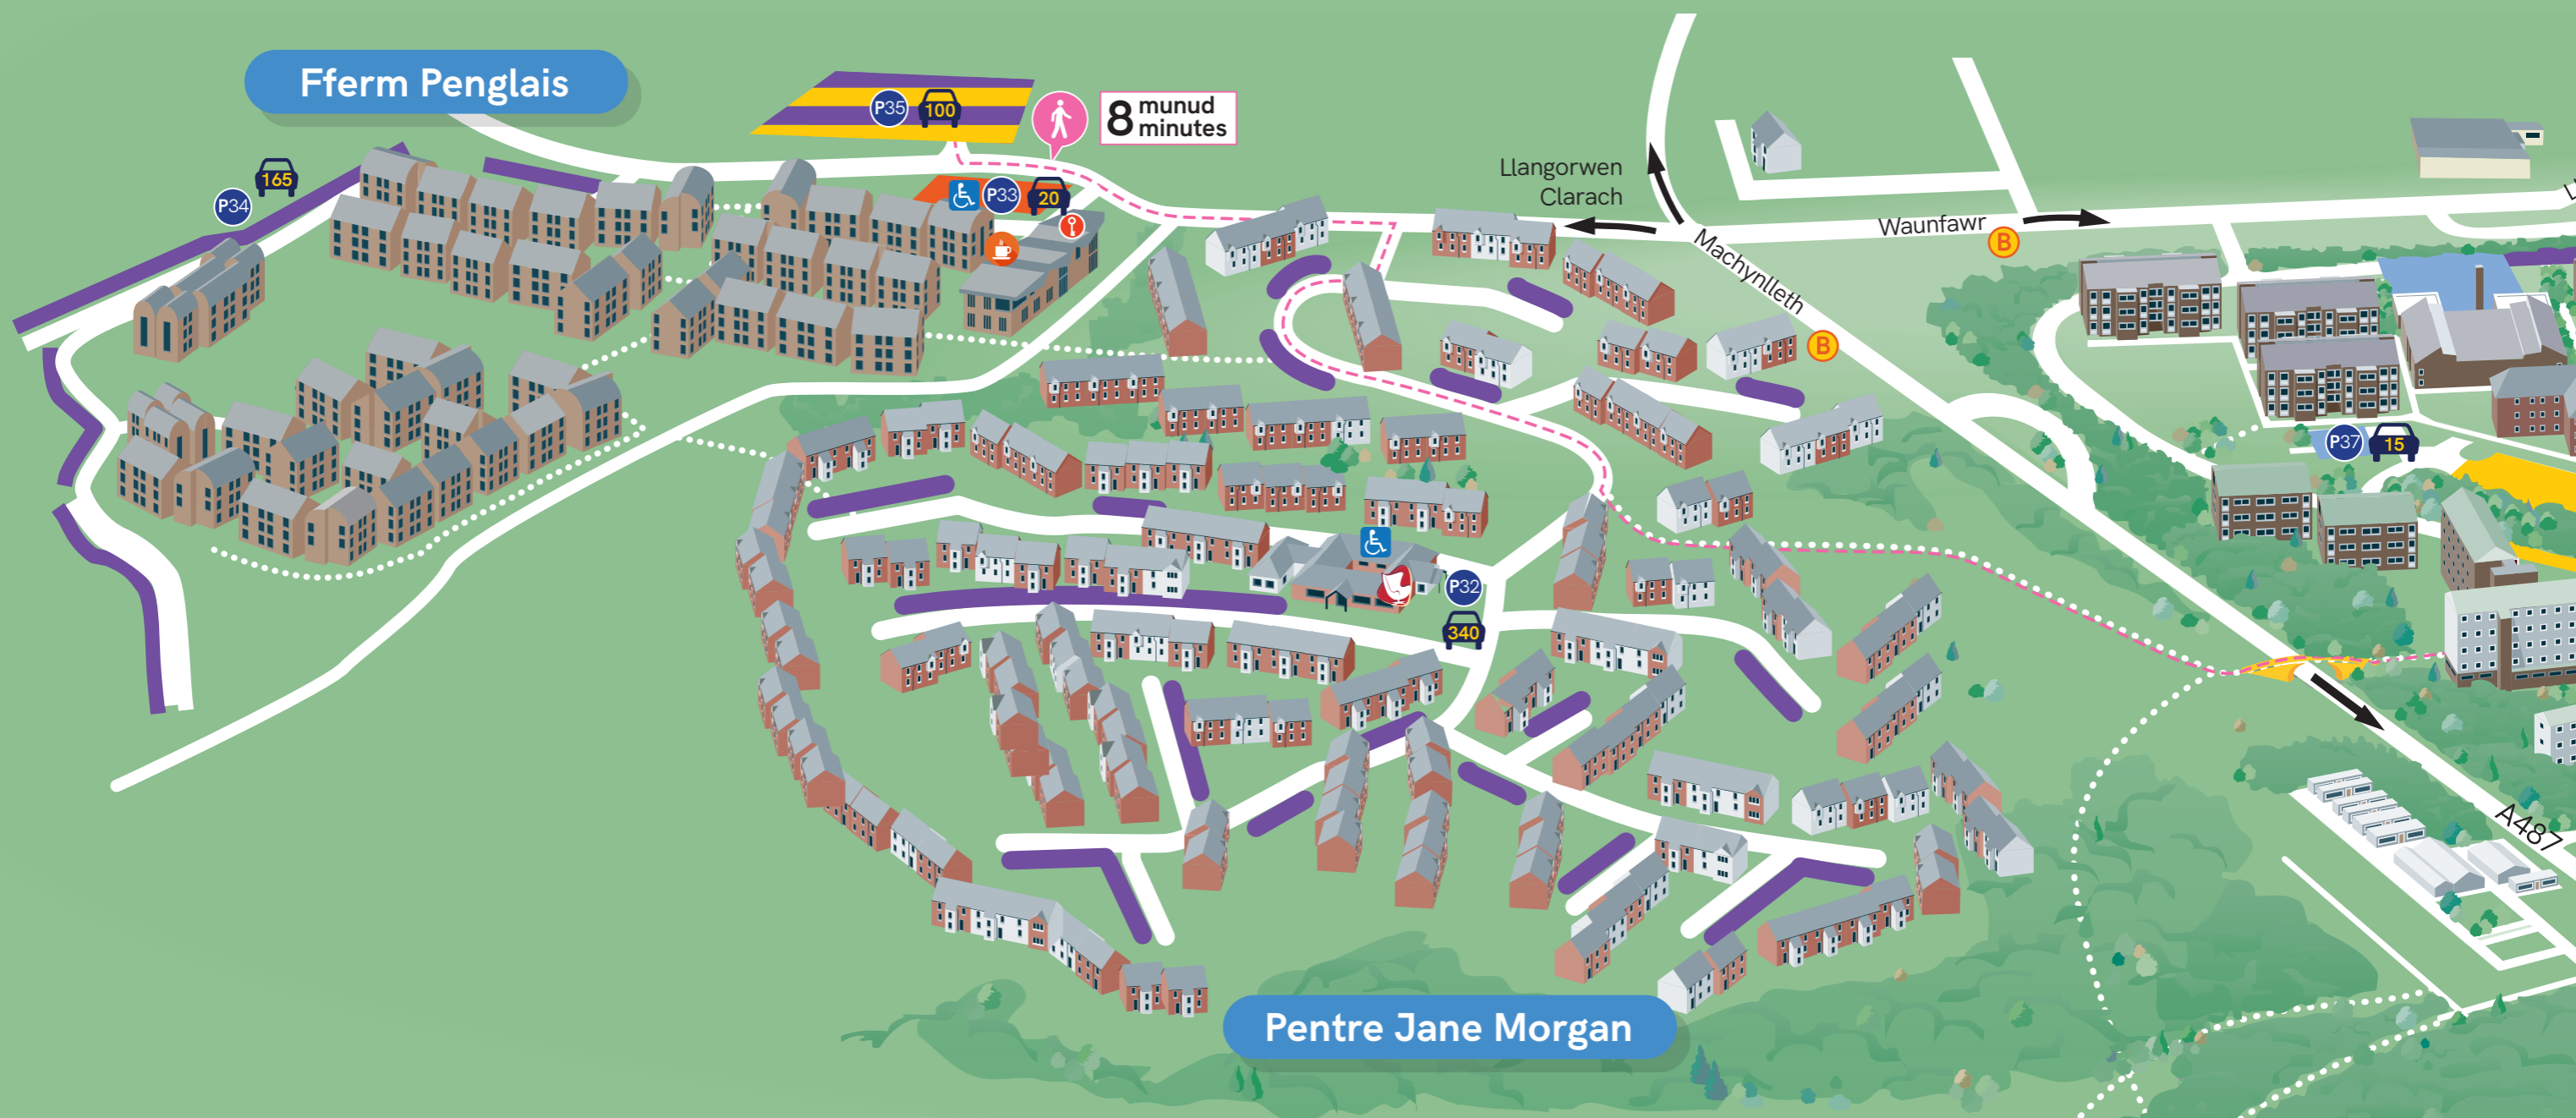 Fferm Penglais
P35
100
8 munud
minutes
P34
165
P33
20
Llangorwen
Clarach
Waunfawr
B
Machynlleth
B
P37
15
P32
340
A487
Pentre Jane Morgan